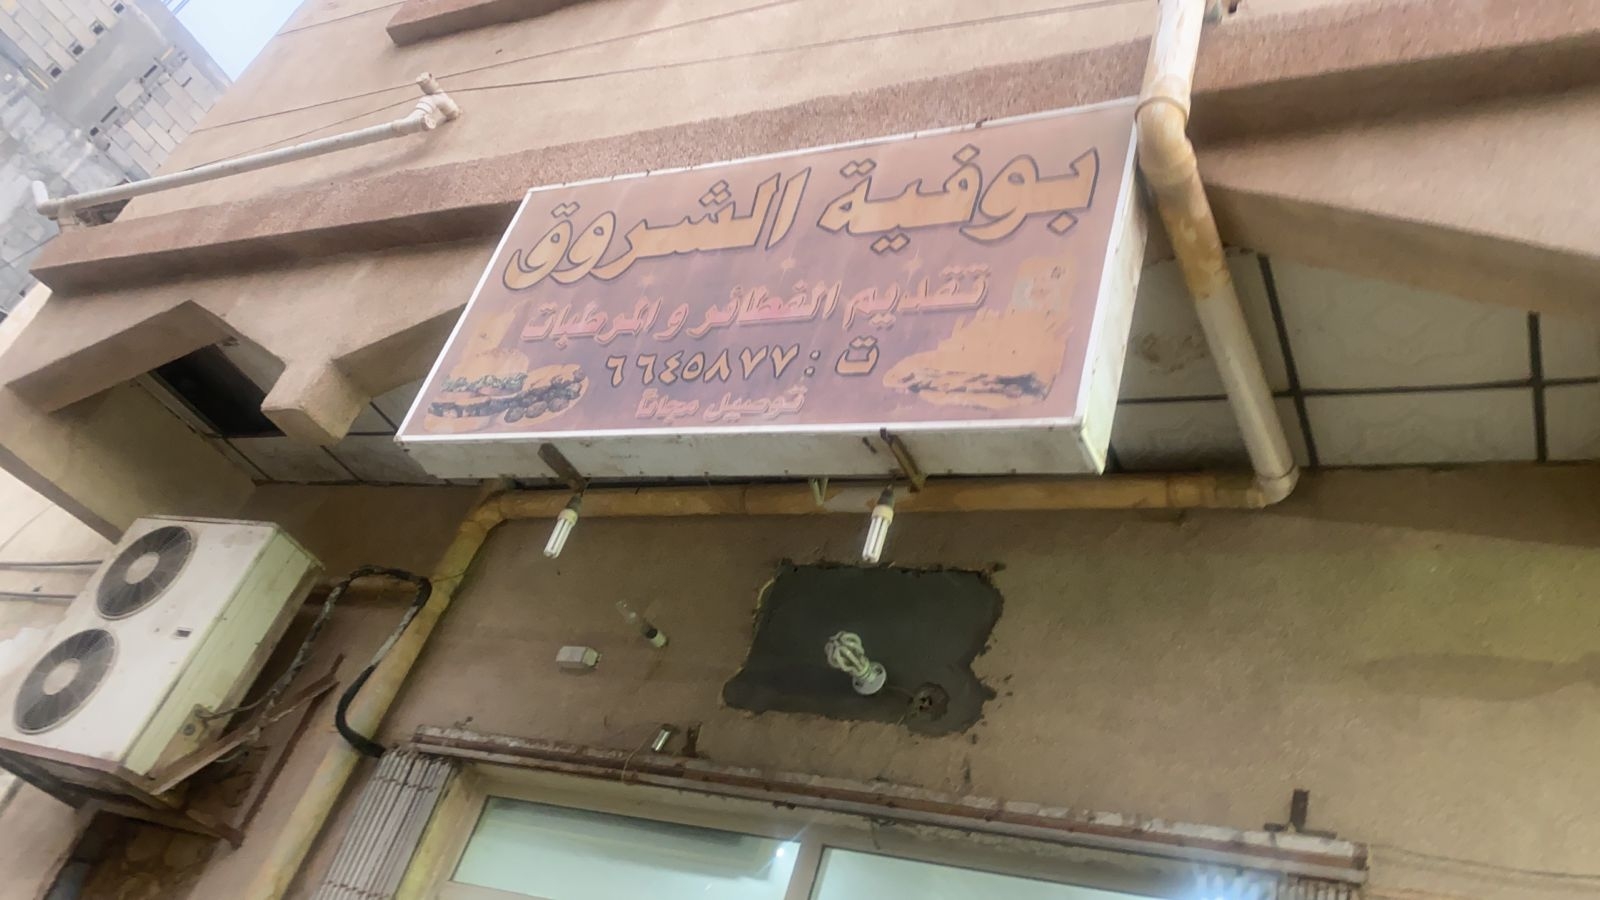 بوفية الشروق
تقديم الفطائر و المرطبات
ت : ٦٦٤٥٨٧٧
توصيل مجاناً